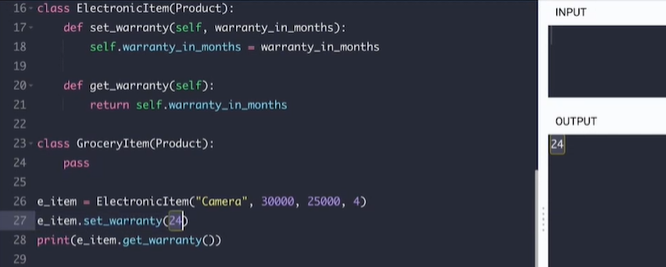 16 class ElectronicItem(Product):
17     def set_warranty(self, warranty_in_months):
18         self.warranty_in_months = warranty_in_months
19
20     def get_warranty(self):
21         return self.warranty_in_months
22
23 class GroceryItem(Product):
24     pass
25
26 e_item = ElectronicItem("Camera", 30000, 25000, 4)
27 e_item.set_warranty(24)
28 print(e_item.get_warranty())
29
INPUT
OUTPUT
24